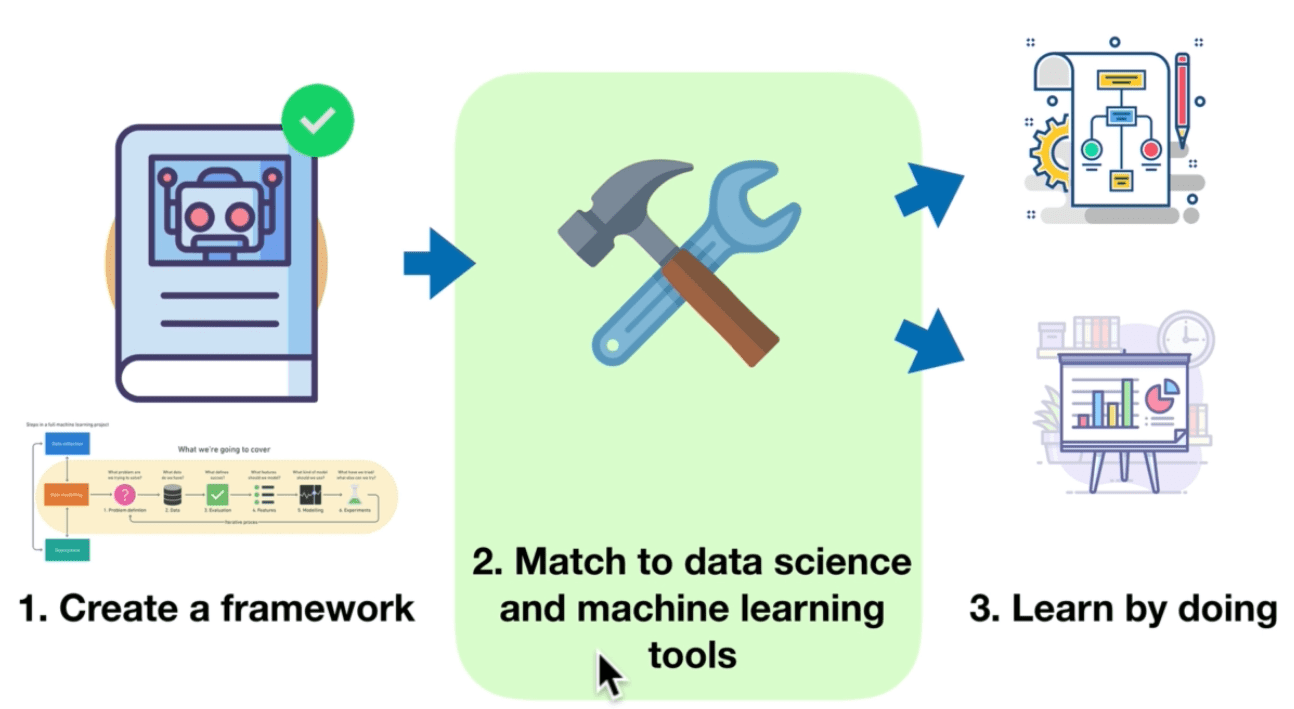 Steps in a full machine learning project
Data collection
Data modelling
Deployment
What we're going to cover
What problem are
we trying to solve?
What data
do we have?
What defines
success?
What features
should we model?
What kind of model
should we use?
What have we tried?
What else can we try?
?
1. Problem definition
2. Data
3. Evaluation
4. Features
5. Modelling
6. Experiments
Iterative process
1. Create a framework
2. Match to data science
and machine learning
tools
3. Learn by doing